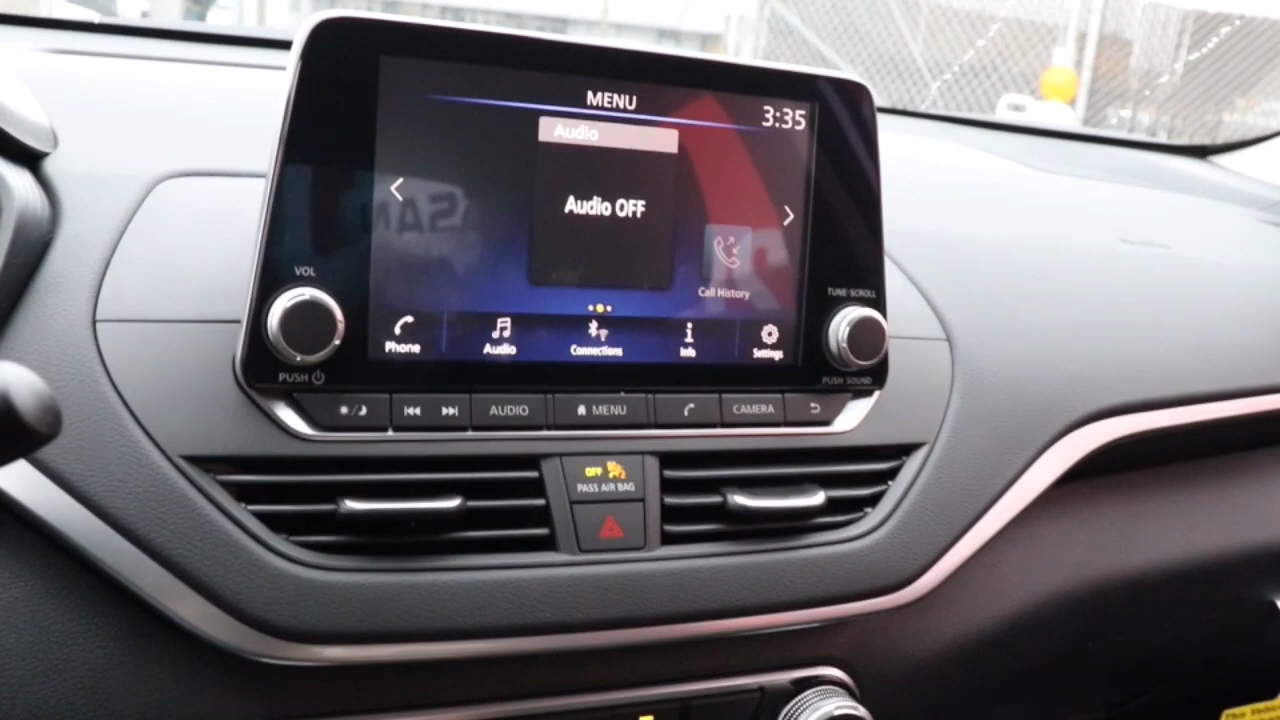 MENU
3:35
Audio
Audio OFF
Call History
VOL
TUNE·SCROLL
Phone
Audio
Connections
Info
Settings
PUSH
PUSH SOUND
AUDIO
MENU
CAMERA
OFF
PASS AIR BAG